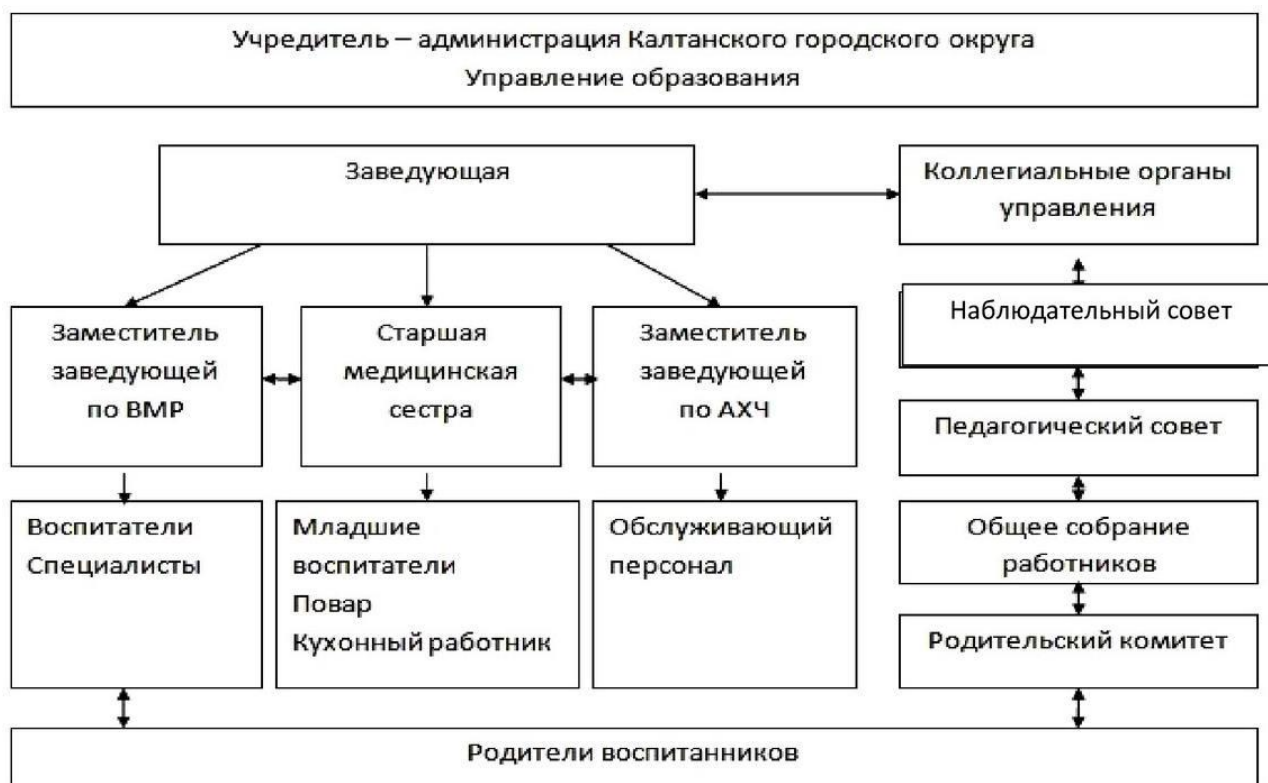 Учредитель – администрация Калтанского городского округа
Управление образования
Заведующая
Коллегиальные органы
управления
Заместитель
заведующей
по ВМР
Старшая
медицинская
сестра
Заместитель
заведующей
по АХЧ
Наблюдательный совет
Педагогический совет
Воспитатели
Специалисты
Младшие
воспитатели
Повар
Кухонный работник
Обслуживающий
персонал
Общее собрание
работников
Родительский комитет
Родители воспитанников